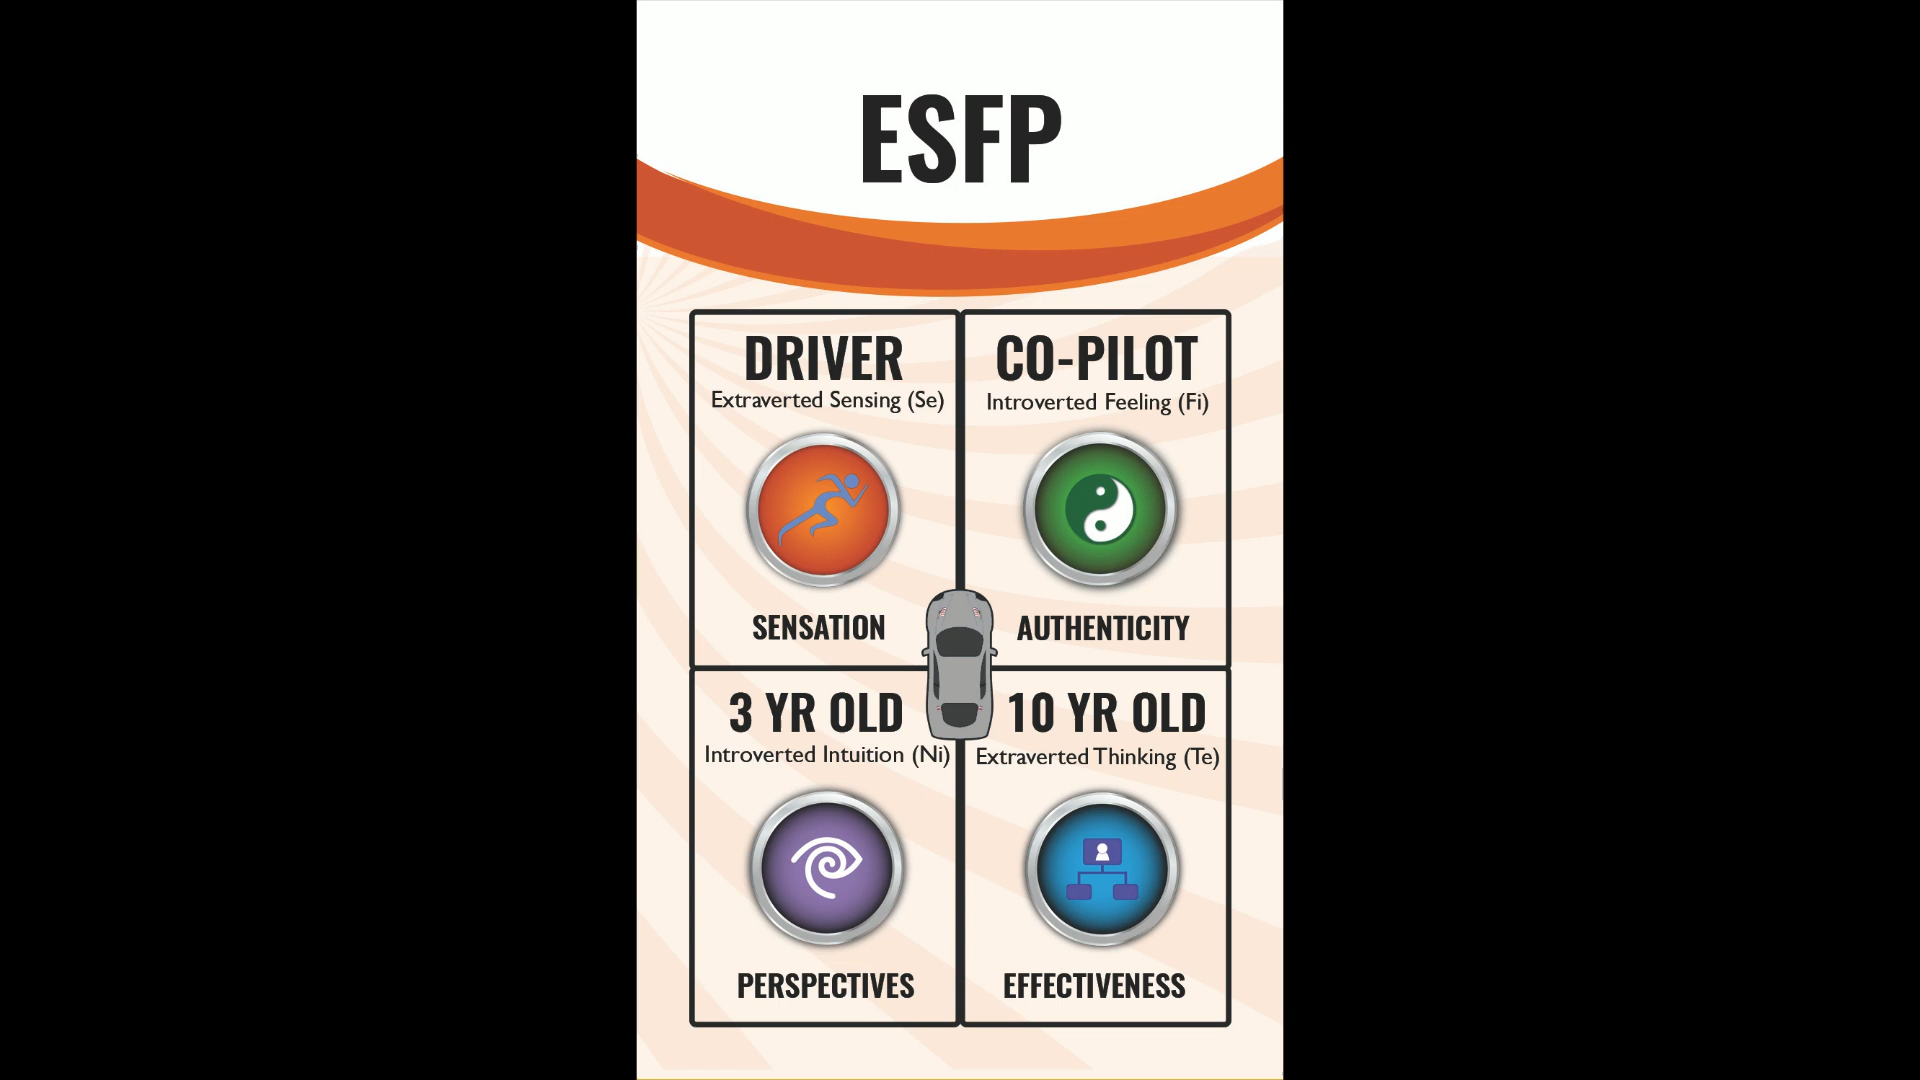 ESFP
DRIVER
Extraverted Sensing (Se)
SENSATION
CO-PILOT
Introverted Feeling (Fi)
AUTHENTICITY
3 YR OLD
Introverted Intuition (Ni)
PERSPECTIVES
10 YR OLD
Extraverted Thinking (Te)
EFFECTIVENESS